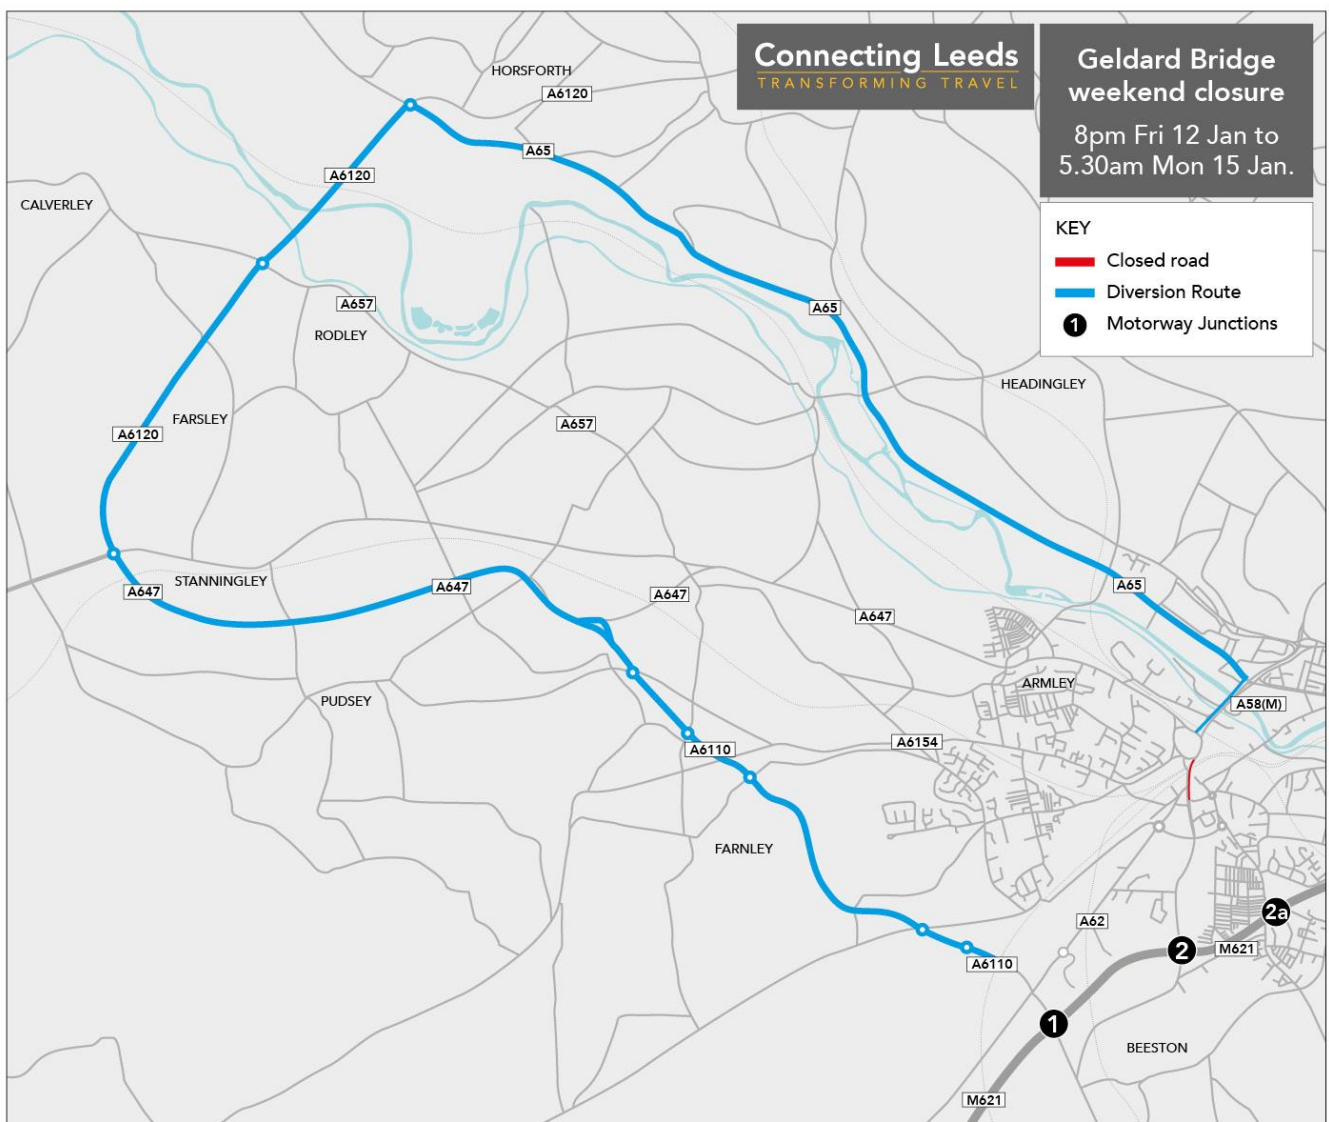 Connecting Leeds
TRANSFORMING TRAVEL
Geldard Bridge
weekend closure
8pm Fri 12 Jan to
5.30am Mon 15 Jan.
KEY
Closed road
Diversion Route
1 Motorway Junctions
HORSFORTH
A6120
A65
A6120
CALVERLEY
A657
A65
RODLEY
HEADINGLEY
FARSLEY
A657
A6120
STANNINGLEY
A647
A647
A647
A65
A647
PUDSEY
ARMLEY
A58(M)
A6110
A6154
FARNLEY
A62
2a
2
M621
A6110
1
BEESTON
M621